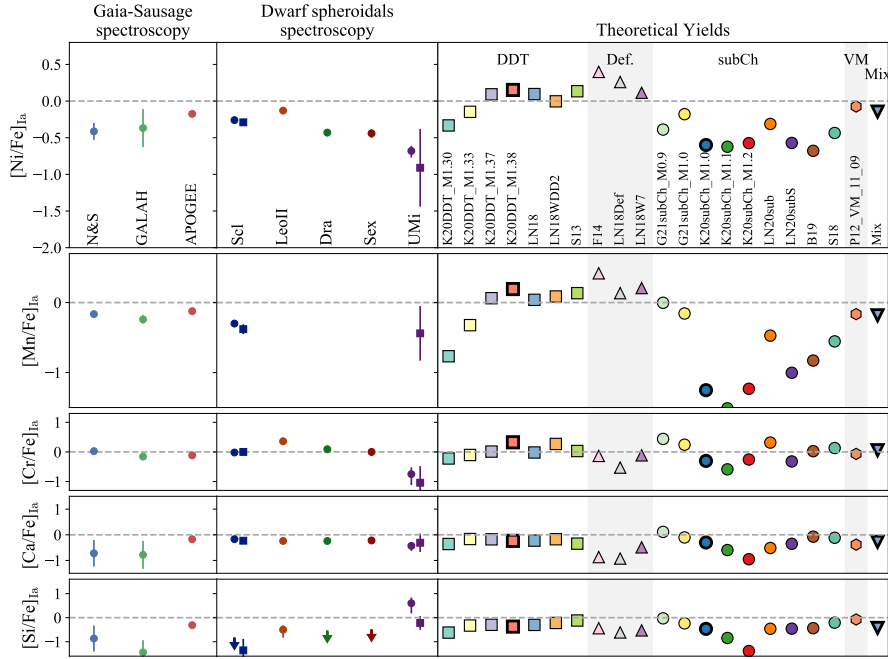 Gaia-Sausage
spectroscopy
Dwarf spheroidals
spectroscopy
Theoretical Yields
DDT
Def.
subCh
VM
Mix
[Ni/Fe]Ia
0.5
0.0
−0.5
−1.0
−1.5
−2.0
N&S
GALAH
APOGEE
Scl
LeoII
Dra
Sex
UMi
K20DDT_M1.30
K20DDT_M1.33
K20DDT_M1.37
K20DDT_M1.38
LN18
LN18WDD2
S13
F14
LN18Def
LN18W7
G21subCh_M0.9
G21subCh_M1.0
K20subCh_M1.0
K20subCh_M1.1
K20subCh_M1.2
LN20sub
LN20subS
B19
S18
P12_VM_11_09
Mix
[Mn/Fe]Ia
0
−1
[Cr/Fe]Ia
1
0
−1
[Ca/Fe]Ia
1
0
−1
[Si/Fe]Ia
1
0
−1